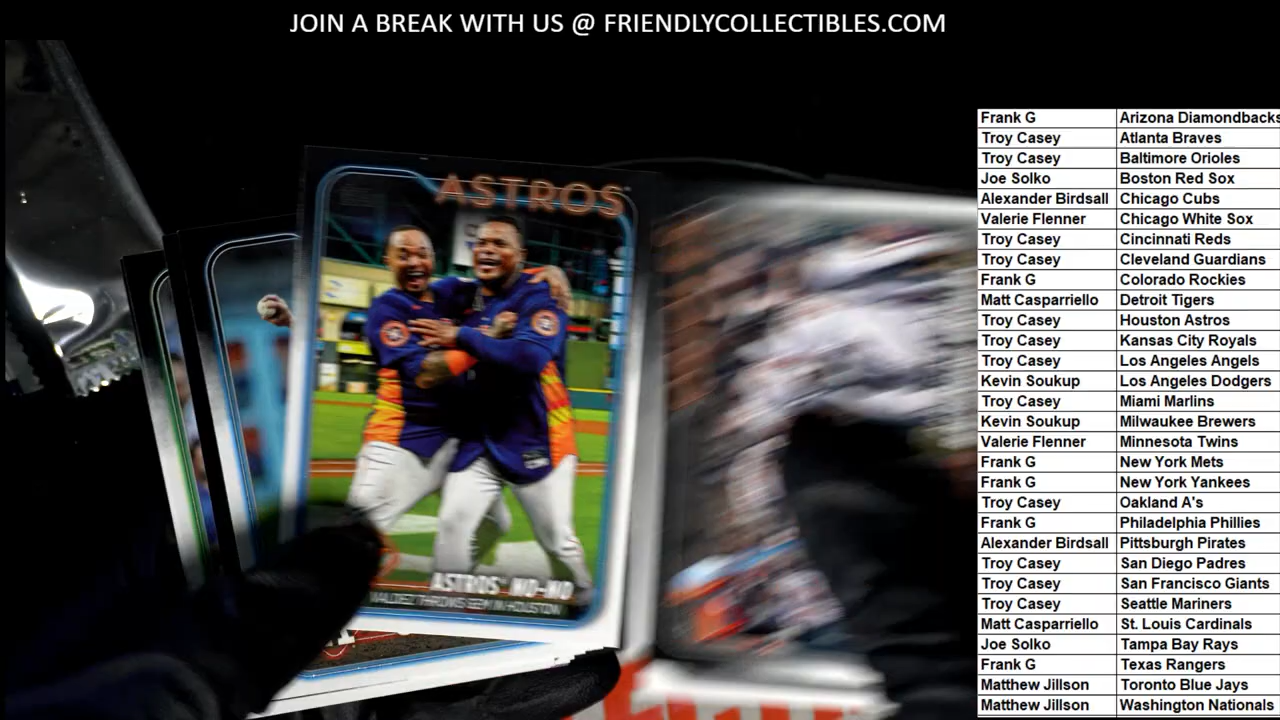 JOIN A BREAK WITH US @ FRIENDLYCOLLECTIBLES.COM
ASTROS
ASTROS' NO-NO
VALDEZ THROWS GEM IN HOUSTON
Frank G Arizona Diamondbacks
Troy Casey Atlanta Braves
Troy Casey Baltimore Orioles
Joe Solko Boston Red Sox
Alexander Birdsall Chicago Cubs
Valerie Flenner Chicago White Sox
Troy Casey Cincinnati Reds
Troy Casey Cleveland Guardians
Frank G Colorado Rockies
Matt Casparriello Detroit Tigers
Troy Casey Houston Astros
Troy Casey Kansas City Royals
Troy Casey Los Angeles Angels
Kevin Soukup Los Angeles Dodgers
Troy Casey Miami Marlins
Kevin Soukup Milwaukee Brewers
Valerie Flenner Minnesota Twins
Frank G New York Mets
Frank G New York Yankees
Troy Casey Oakland A's
Frank G Philadelphia Phillies
Alexander Birdsall Pittsburgh Pirates
Troy Casey San Diego Padres
Troy Casey San Francisco Giants
Troy Casey Seattle Mariners
Matt Casparriello St. Louis Cardinals
Joe Solko Tampa Bay Rays
Frank G Texas Rangers
Matthew Jillson Toronto Blue Jays
Matthew Jillson Washington Nationals